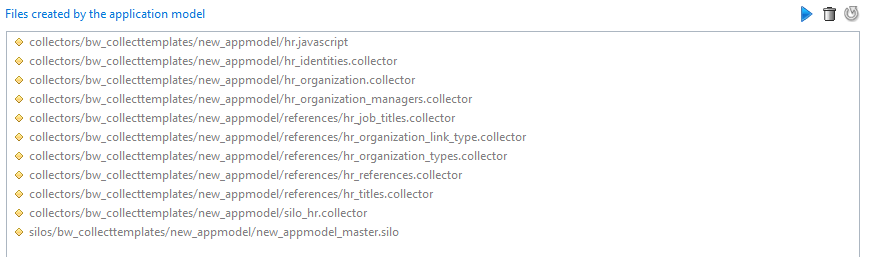 Files created by the application model
collectors/bw_collecttemplates/new_appmodel/hr.javascript
collectors/bw_collecttemplates/new_appmodel/hr_identities.collector
collectors/bw_collecttemplates/new_appmodel/hr_organization.collector
collectors/bw_collecttemplates/new_appmodel/hr_organization_managers.collector
collectors/bw_collecttemplates/new_appmodel/references/hr_job_titles.collector
collectors/bw_collecttemplates/new_appmodel/references/hr_organization_link_type.collector
collectors/bw_collecttemplates/new_appmodel/references/hr_organization_types.collector
collectors/bw_collecttemplates/new_appmodel/references/hr_references.collector
collectors/bw_collecttemplates/new_appmodel/references/hr_titles.collector
collectors/bw_collecttemplates/new_appmodel/silo_hr.collector
silos/bw_collecttemplates/new_appmodel/new_appmodel_master.silo